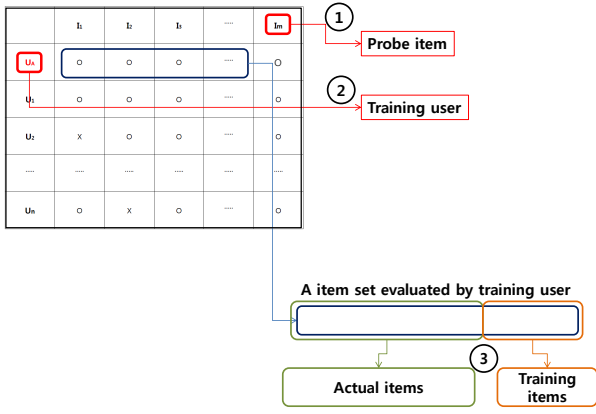 I₁ I₂ I₃ ..... Iₘ
1
Probe item
Uₐ O O O ..... O
2
U₁ O O O ..... O
Training user
U₂ X O O ..... O
..... ..... ..... ..... ..... .....
Uₙ O X O ..... O
A item set evaluated by training user
3
Actual items
Training
items